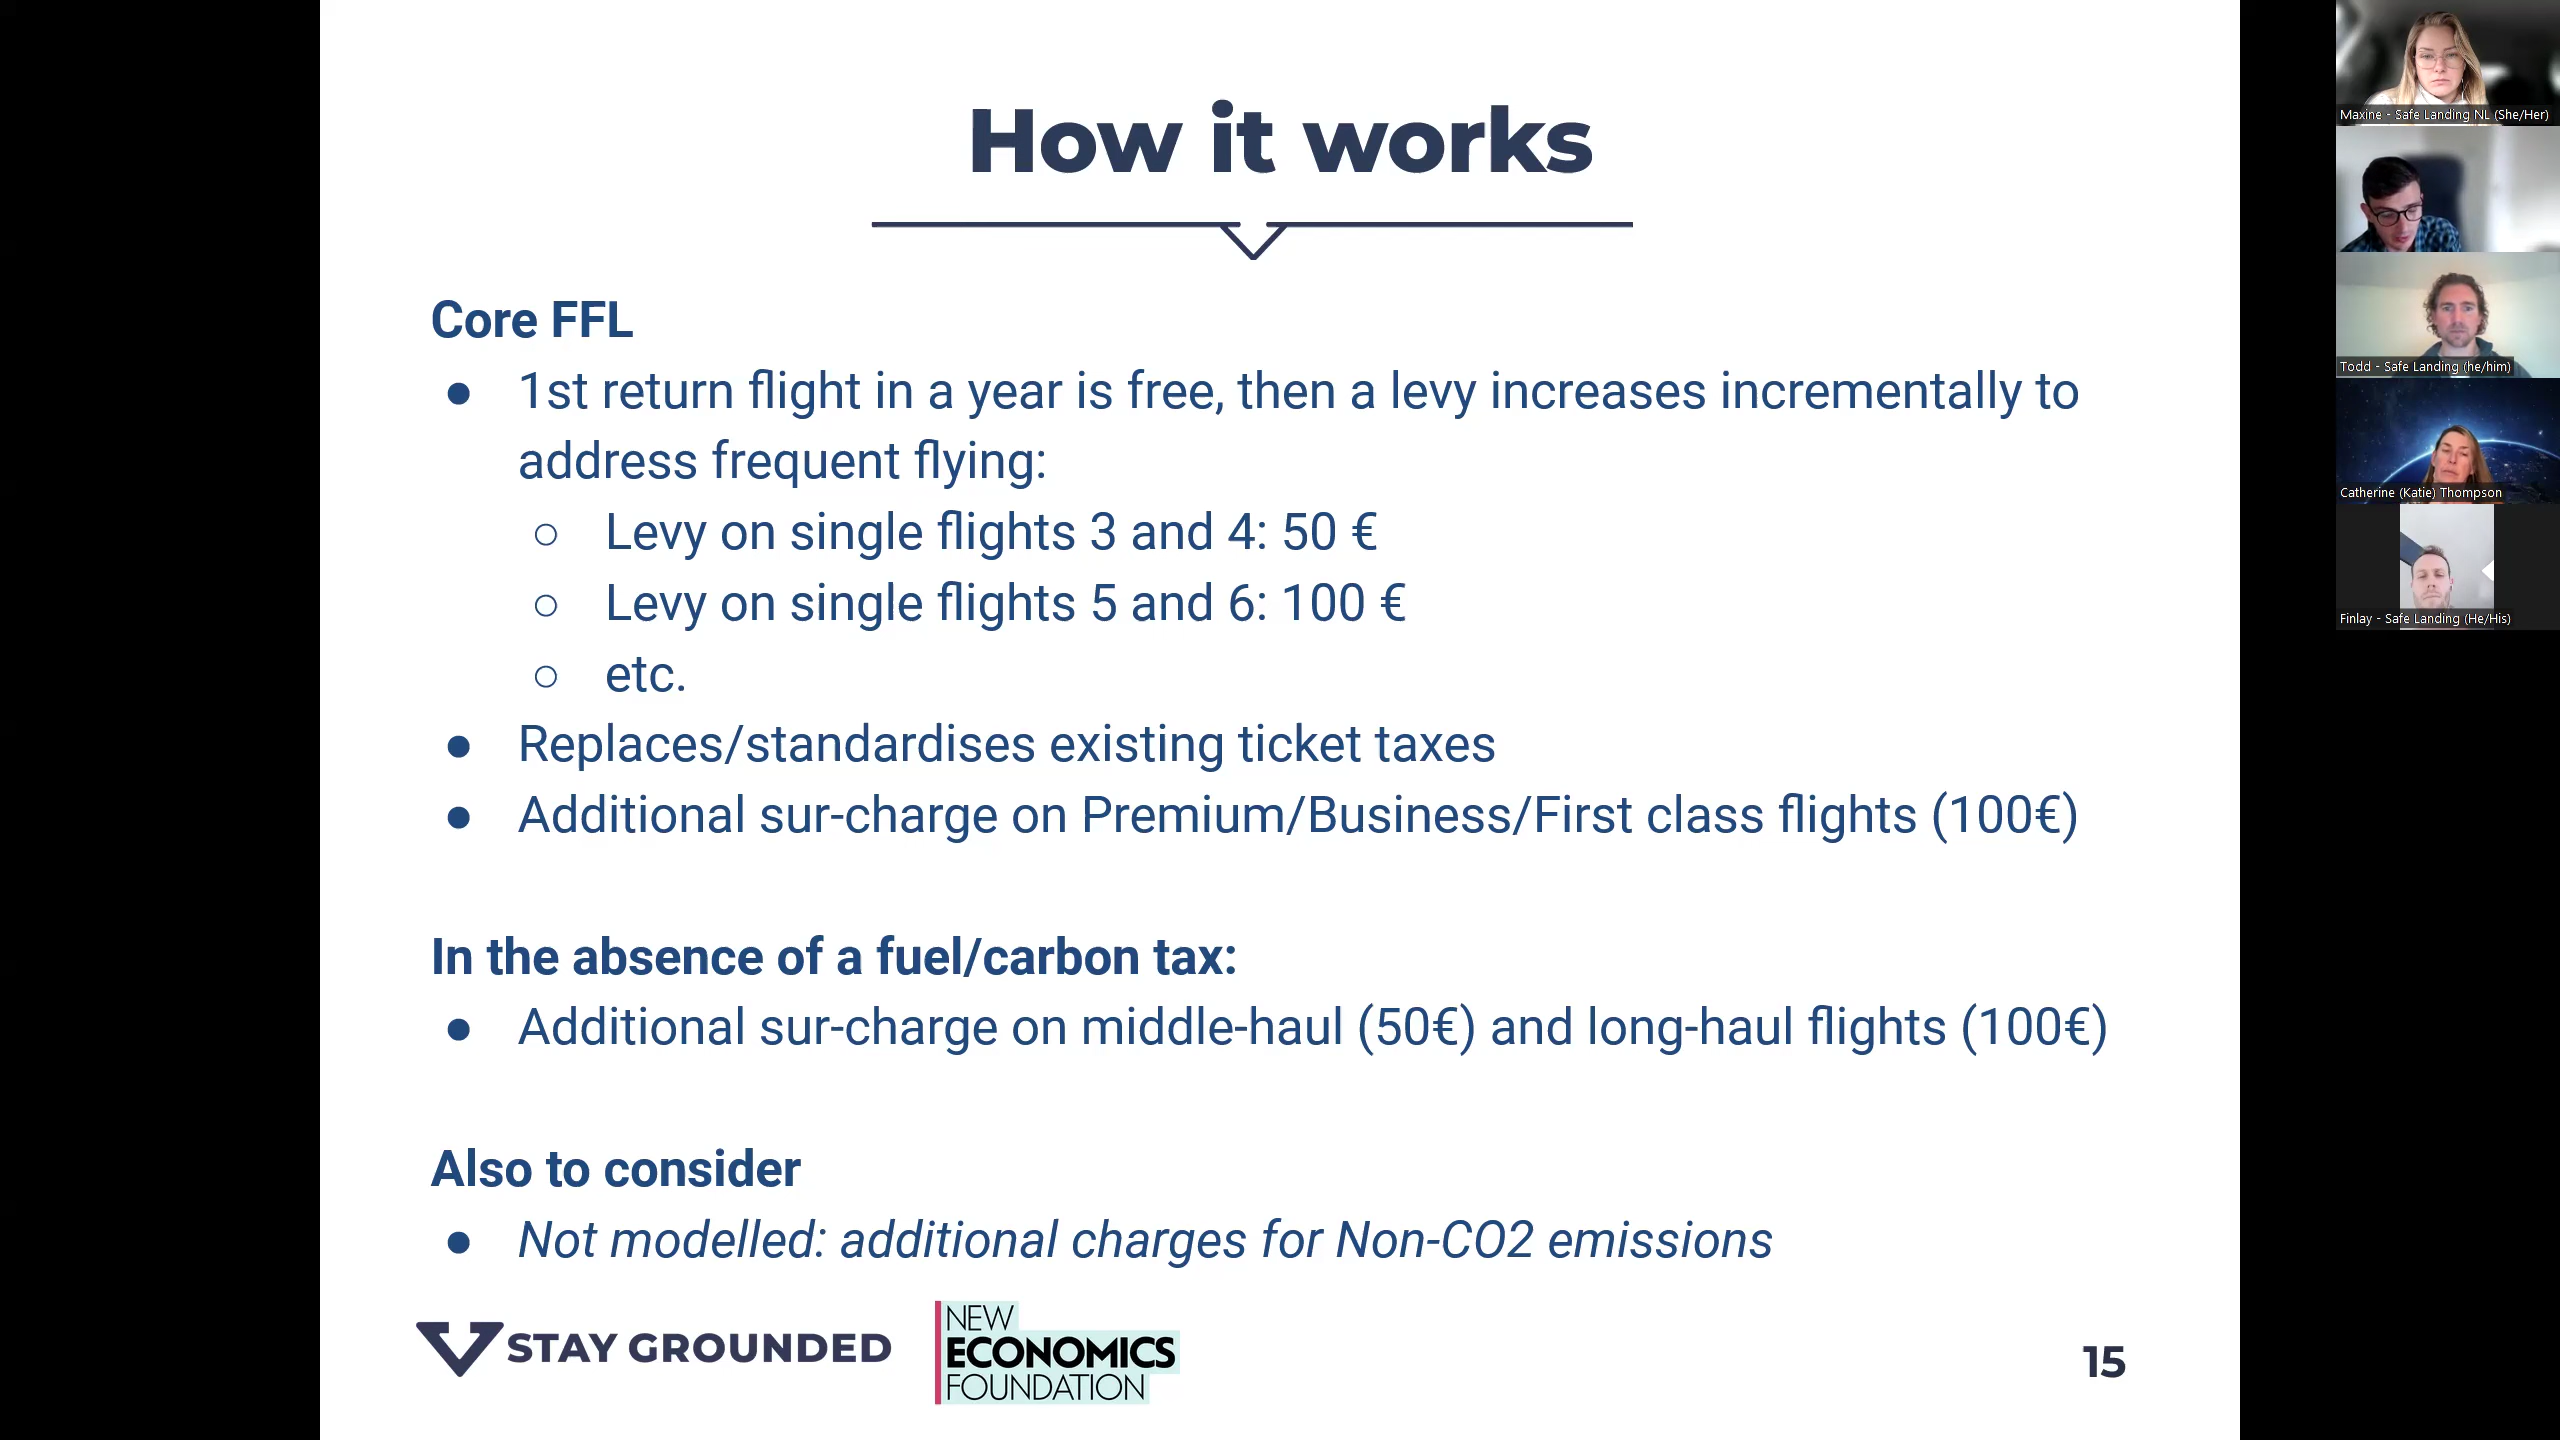 How it works
Core FFL
● 1st return flight in a year is free, then a levy increases incrementally to
address frequent flying:
○ Levy on single flights 3 and 4: 50 €
○ Levy on single flights 5 and 6: 100 €
○ etc.
● Replaces/standardises existing ticket taxes
● Additional sur-charge on Premium/Business/First class flights (100€)
In the absence of a fuel/carbon tax:
● Additional sur-charge on middle-haul (50€) and long-haul flights (100€)
Also to consider
● Not modelled: additional charges for Non-CO2 emissions
STAY GROUNDED
NEW
ECONOMICS
FOUNDATION
15
Maxine - Safe Landing NL (She/Her)
Todd - Safe Landing (he/him)
Catherine (Katie) Thompson
Finlay - Safe Landing (He/His)